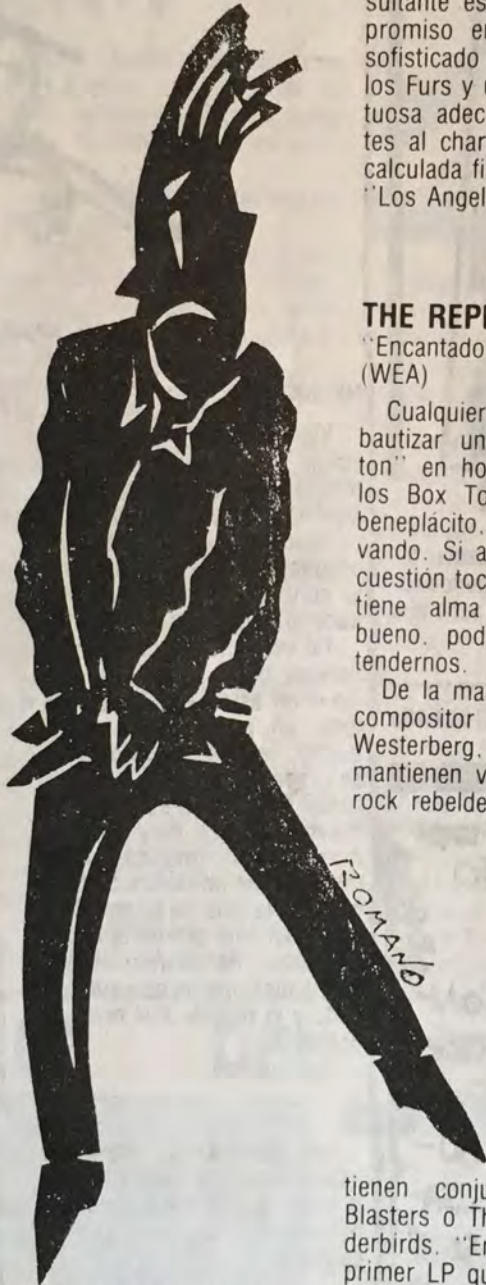 sultante es
promiso en
sofisticado
los Furs y
tuosa adec
tes al char
calculada fi
"Los Angel
THE REPL
"Encantado
(WEA)
Cualquier
bautizar un
ton" en ho
los Box To
beneplácito.
vando. Si a
cuestión toc
tiene alma
bueno, pod
tendernos.
De la ma
compositor
Westerberg.
mantienen v
rock rebelde
ROMANO
tienen conju
Blasters o Th
derbirds. "En
primer LP qu